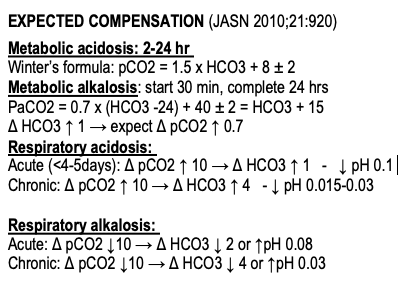 EXPECTED COMPENSATION (JASN 2010;21:920)
Metabolic acidosis: 2-24 hr
Winter's formula: pCO2 = 1.5 x HCO3 + 8 ± 2
Metabolic alkalosis: start 30 min, complete 24 hrs
PaCO2 = 0.7 x (HCO3 -24) + 40 ± 2 = HCO3 + 15
Δ HCO3 ↑ 1 → expect Δ pCO2 ↑ 0.7
Respiratory acidosis:
Acute (<4-5days): Δ pCO2 ↑ 10 → Δ HCO3 ↑ 1 - ↓ pH 0.1
Chronic: Δ pCO2 ↑ 10 → Δ HCO3 ↑ 4 - ↓ pH 0.015-0.03
Respiratory alkalosis:
Acute: Δ pCO2 ↓10 → Δ HCO3 ↓ 2 or ↑pH 0.08
Chronic: Δ pCO2 ↓10 → Δ HCO3 ↓ 4 or ↑pH 0.03